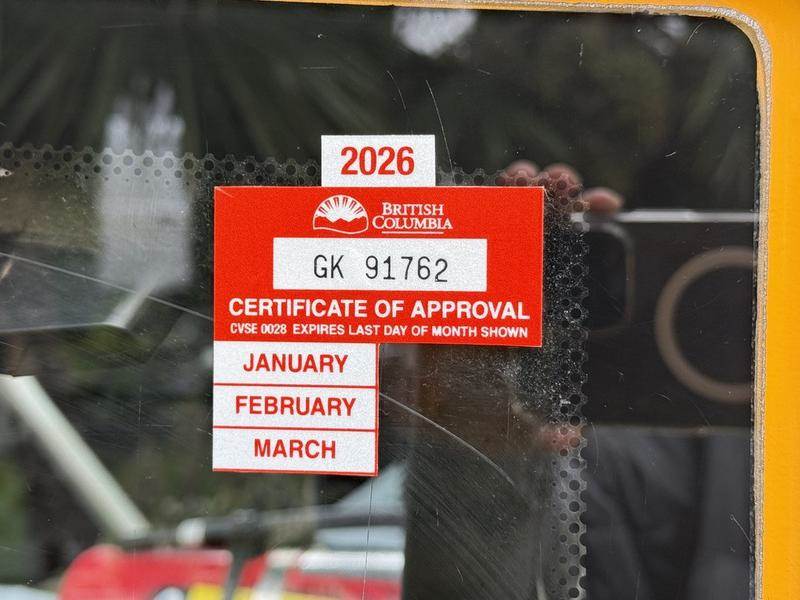 2026
BRITISH
COLUMBIA
GK 91762
CERTIFICATE OF APPROVAL
CVSE 0028 EXPIRES LAST DAY OF MONTH SHOWN
JANUARY
FEBRUARY
MARCH